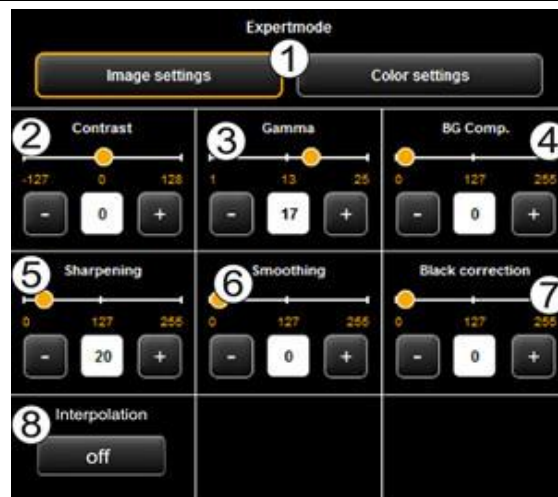 Expertmode
Image settings 1 Color settings
2 Contrast 3 Gamma BG Comp. 4
-127 0 128 1 13 25 0 127 255
- 0 + - 17 + - 0 +
5 Sharpening 6 Smoothing Black correction 7
0 127 255 0 127 255 0 127 255
- 20 + - 0 + - 0 +
8 Interpolation
off